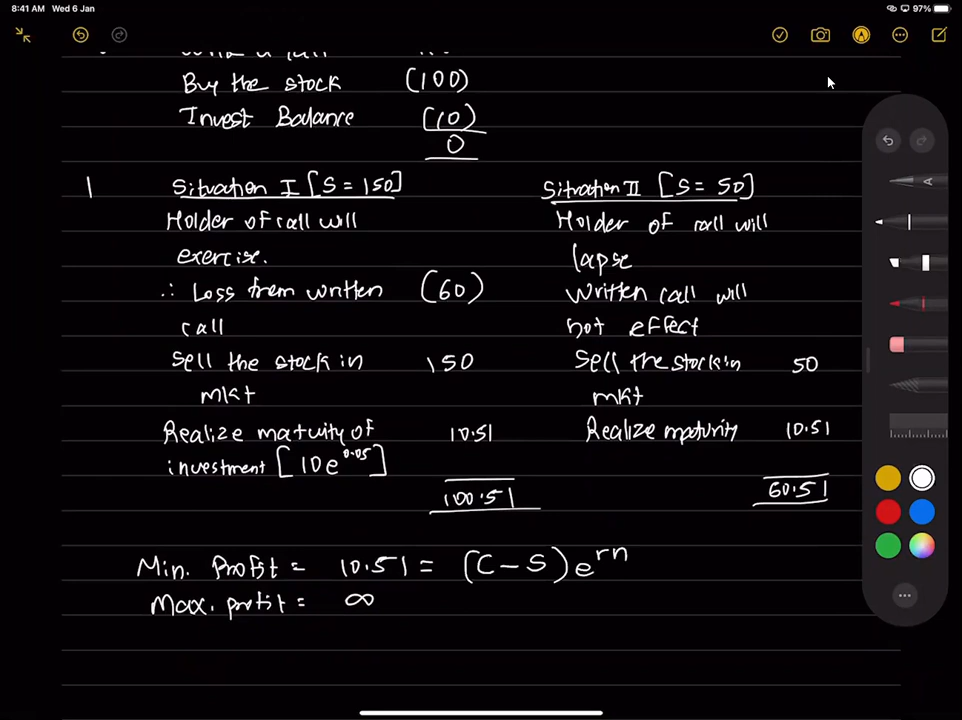 8:41 AM Wed 6 Jan
97%
Buy the stock (100)
Invest Balance (10)
0
1
Situation I [S = 150]
Holder of call will
exercise.
∴ Loss from written (60)
call
Sell the stock in 150
mkt
Realize matuity of 10.51
investment [10e^0.05]
100.51
Sitration II [S = 50]
Holder of call will
lapse
Written call will
not effect
Sell the stock in 50
mkt
Realize maturity 10.51
60.51
Min. Profit = 10.51 = (C - S)e^rn
Max. profit = ∞
A